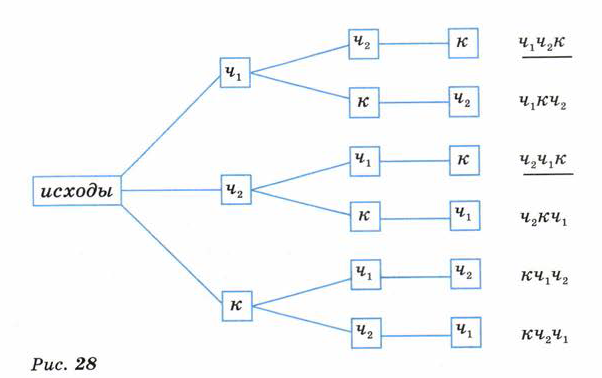 ч₂ к ч₁ч₂к
ч₁
к ч₂ ч₁кч₂
ч₁ к ч₂ч₁к
исходы ч₂
к ч₁ ч₂кч₁
ч₁ ч₂ кч₁ч₂
к
ч₂ ч₁ кч₂ч₁
Рис. 28